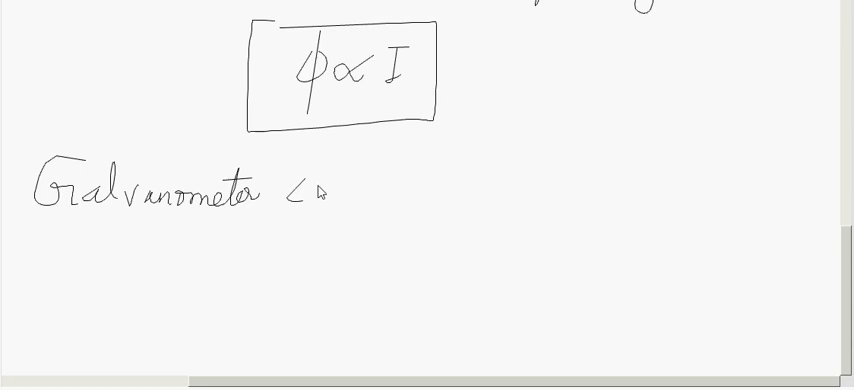 ϕ ∝ I
Galvanometer